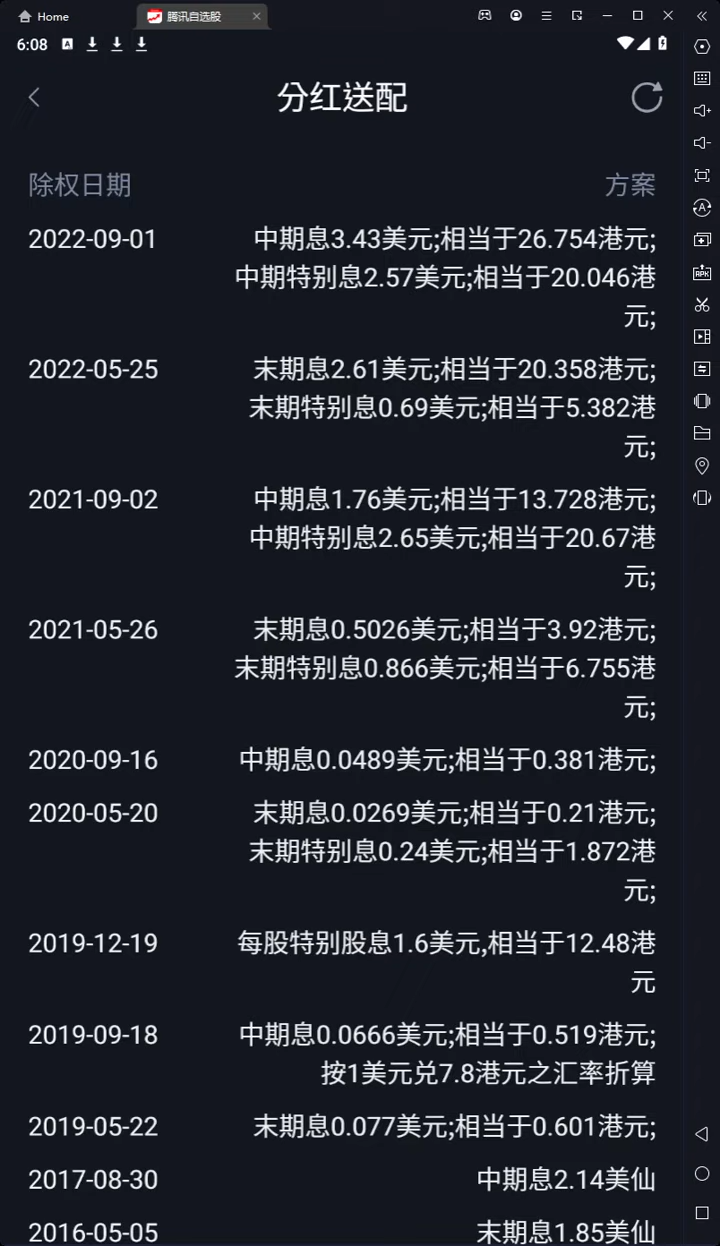 Home
腾讯自选股
6:08
A
分红送配
除权日期 方案
2022-09-01 中期息3.43美元;相当于26.754港元;
中期特别息2.57美元;相当于20.046港
元;
2022-05-25 末期息2.61美元;相当于20.358港元;
末期特别息0.69美元;相当于5.382港
元;
2021-09-02 中期息1.76美元;相当于13.728港元;
中期特别息2.65美元;相当于20.67港
元;
2021-05-26 末期息0.5026美元;相当于3.92港元;
末期特别息0.866美元;相当于6.755港
元;
2020-09-16 中期息0.0489美元;相当于0.381港元;
2020-05-20 末期息0.0269美元;相当于0.21港元;
末期特别息0.24美元;相当于1.872港
元;
2019-12-19 每股特别股息1.6美元,相当于12.48港
元
2019-09-18 中期息0.0666美元;相当于0.519港元;
按1美元兑7.8港元之汇率折算
2019-05-22 末期息0.077美元;相当于0.601港元;
2017-08-30 中期息2.14美仙
2016-05-05 末期息1.85美仙